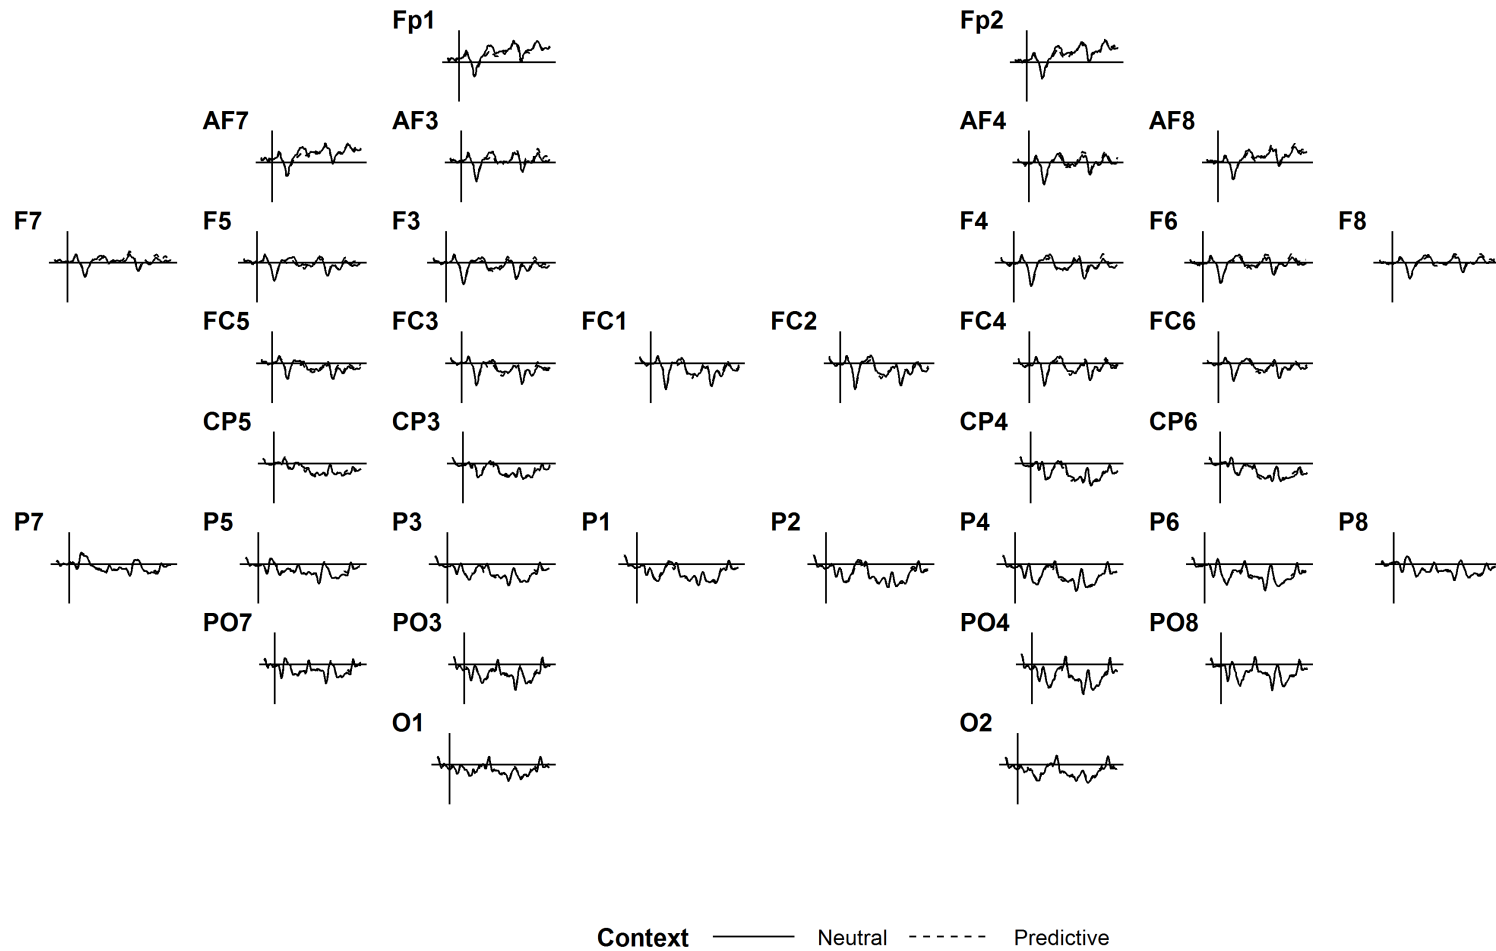 Fp1 Fp2
AF7 AF3 AF4 AF8
F7 F5 F3 F4 F6 F8
FC5 FC3 FC1 FC2 FC4 FC6
CP5 CP3 CP4 CP6
P7 P5 P3 P1 P2 P4 P6 P8
PO7 PO3 PO4 PO8
O1 O2
Context Neutral Predictive